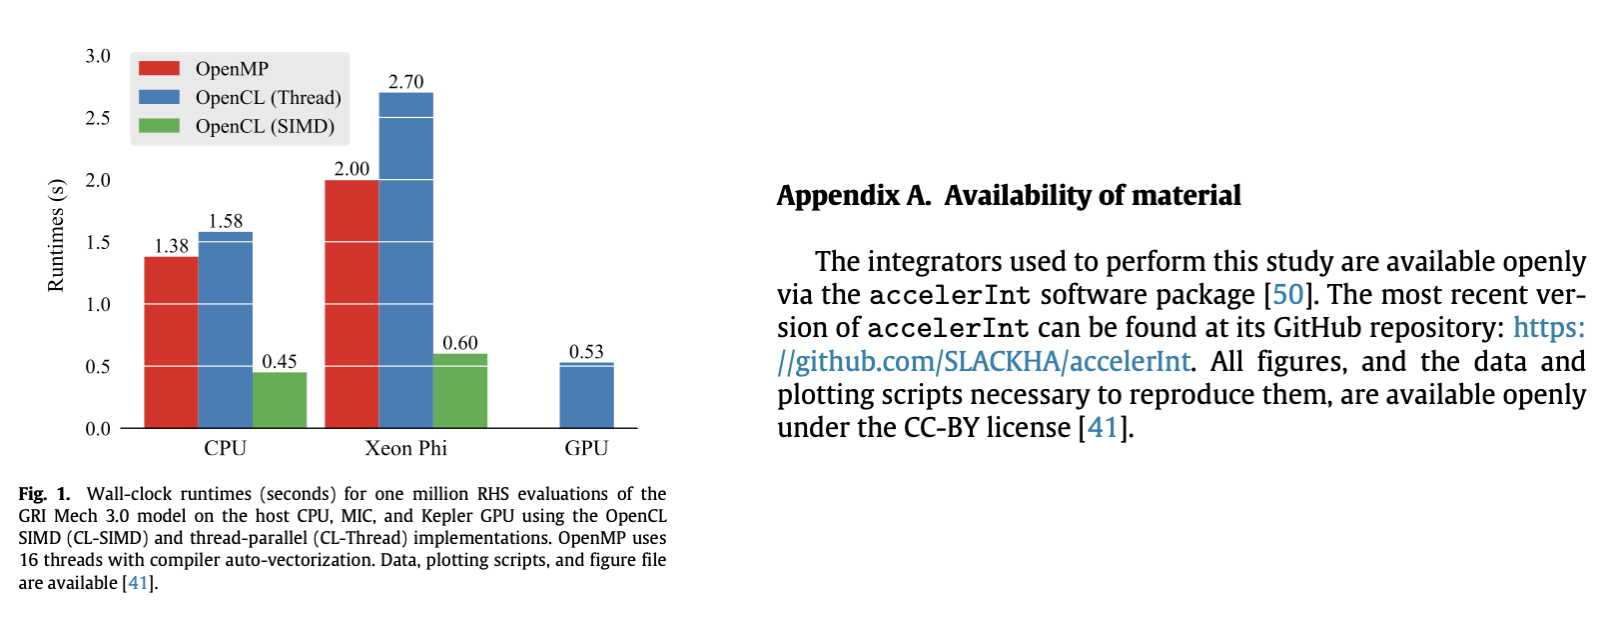 3.0
2.5
2.0
1.5
1.0
0.5
0.0
Runtimes (s)
OpenMP
OpenCL (Thread)
OpenCL (SIMD)
1.38
1.58
0.45
2.00
2.70
0.60
0.53
CPU
Xeon Phi
GPU
Fig. 1. Wall-clock runtimes (seconds) for one million RHS evaluations of the
GRI Mech 3.0 model on the host CPU, MIC, and Kepler GPU using the OpenCL
SIMD (CL-SIMD) and thread-parallel (CL-Thread) implementations. OpenMP uses
16 threads with compiler auto-vectorization. Data, plotting scripts, and figure file
are available [41].
Appendix A. Availability of material
The integrators used to perform this study are available openly
via the accelerInt software package [50]. The most recent ver-
sion of accelerInt can be found at its GitHub repository: https:
//github.com/SLACKHA/accelerInt. All figures, and the data and
plotting scripts necessary to reproduce them, are available openly
under the CC-BY license [41].